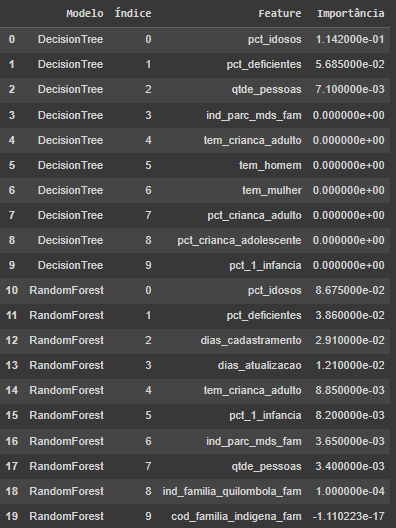 Modelo Índice Feature Importância
0 DecisionTree 0 pct_idosos 1.142000e-01
1 DecisionTree 1 pct_deficientes 5.685000e-02
2 DecisionTree 2 qtde_pessoas 7.100000e-03
3 DecisionTree 3 ind_parc_mds_fam 0.000000e+00
4 DecisionTree 4 tem_crianca_adulto 0.000000e+00
5 DecisionTree 5 tem_homem 0.000000e+00
6 DecisionTree 6 tem_mulher 0.000000e+00
7 DecisionTree 7 pct_crianca_adulto 0.000000e+00
8 DecisionTree 8 pct_crianca_adolescente 0.000000e+00
9 DecisionTree 9 pct_1_infancia 0.000000e+00
10 RandomForest 0 pct_idosos 8.675000e-02
11 RandomForest 1 pct_deficientes 3.860000e-02
12 RandomForest 2 dias_cadastramento 2.910000e-02
13 RandomForest 3 dias_atualizacao 1.210000e-02
14 RandomForest 4 tem_crianca_adulto 8.850000e-03
15 RandomForest 5 pct_1_infancia 8.200000e-03
16 RandomForest 6 ind_parc_mds_fam 3.650000e-03
17 RandomForest 7 qtde_pessoas 3.400000e-03
18 RandomForest 8 ind_familia_quilombola_fam 1.000000e-04
19 RandomForest 9 cod_familia_indigena_fam -1.110223e-17